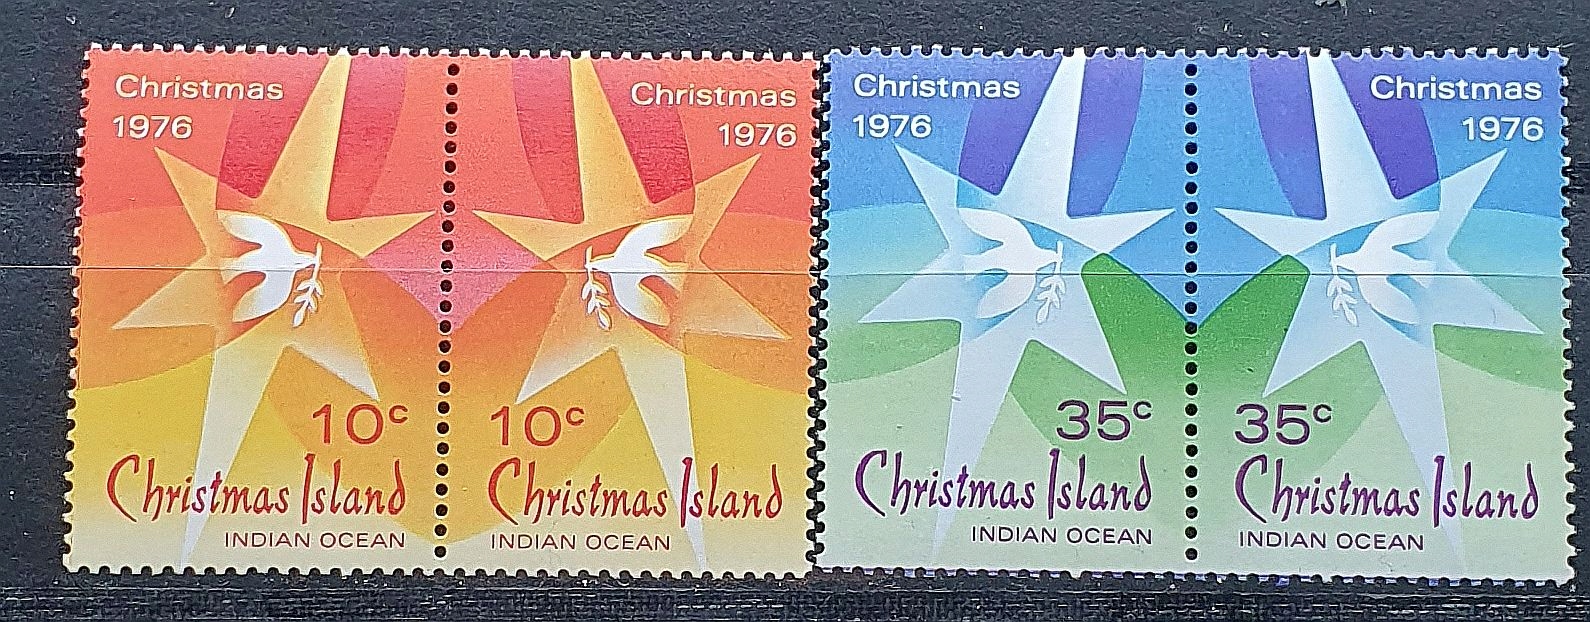 Christmas
1976
10c
Christmas Island
INDIAN OCEAN
Christmas
1976
10c
Christmas Island
INDIAN OCEAN
Christmas
1976
35c
Christmas Island
INDIAN OCEAN
Christmas
1976
35c
Christmas Island
INDIAN OCEAN